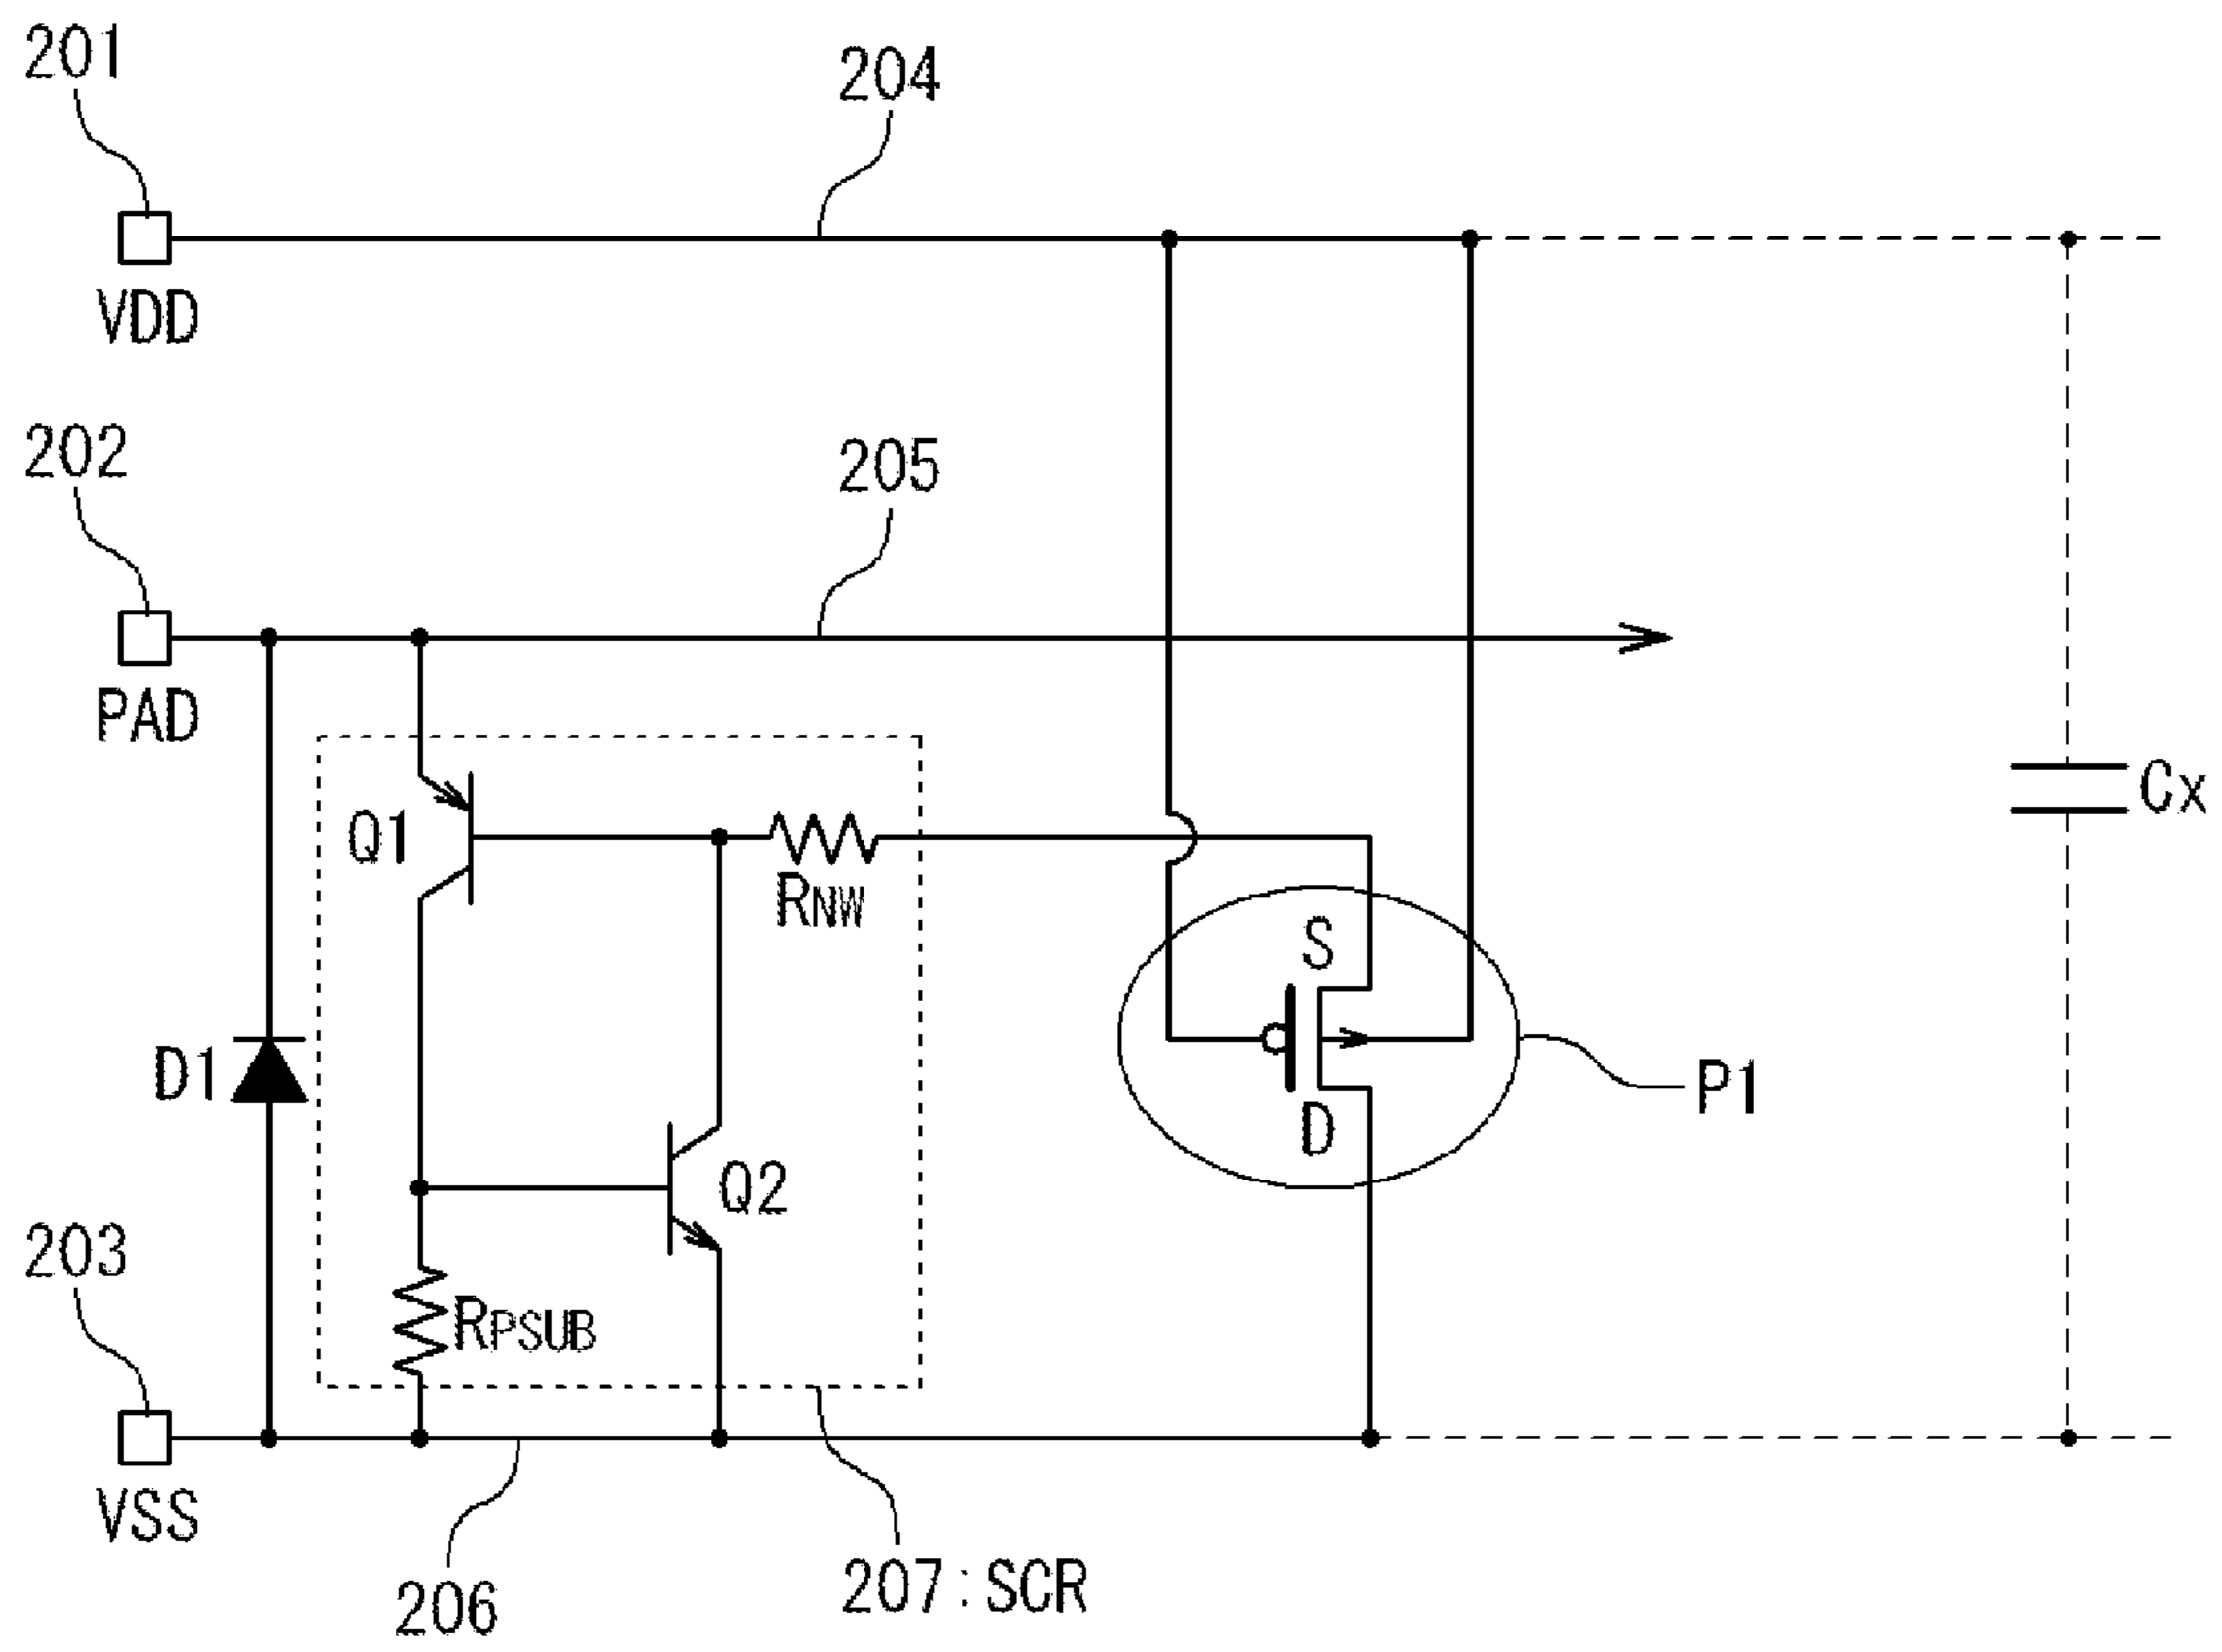 201
204
VDD
202
205
PAD
Cx
Q1
RNW
S
D1
P1
D
Q2
203
RPSUB
VSS
207:SCR
206